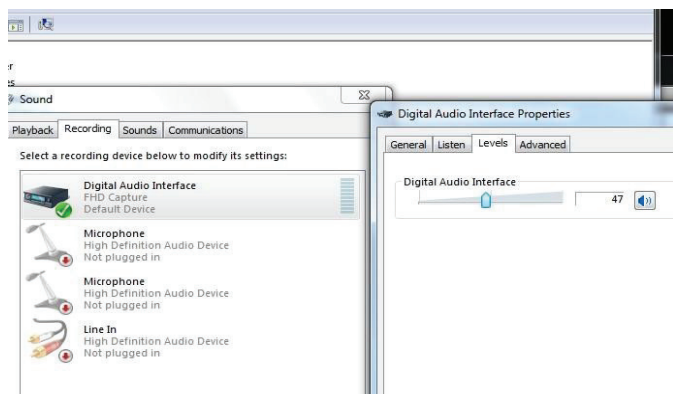 Sound
Playback Recording Sounds Communications
Select a recording device below to modify its settings:
Digital Audio Interface
FHD Capture
Default Device
Microphone
High Definition Audio Device
Not plugged in
Microphone
High Definition Audio Device
Not plugged in
Line In
High Definition Audio Device
Not plugged in
Digital Audio Interface Properties
General Listen Levels Advanced
Digital Audio Interface
47